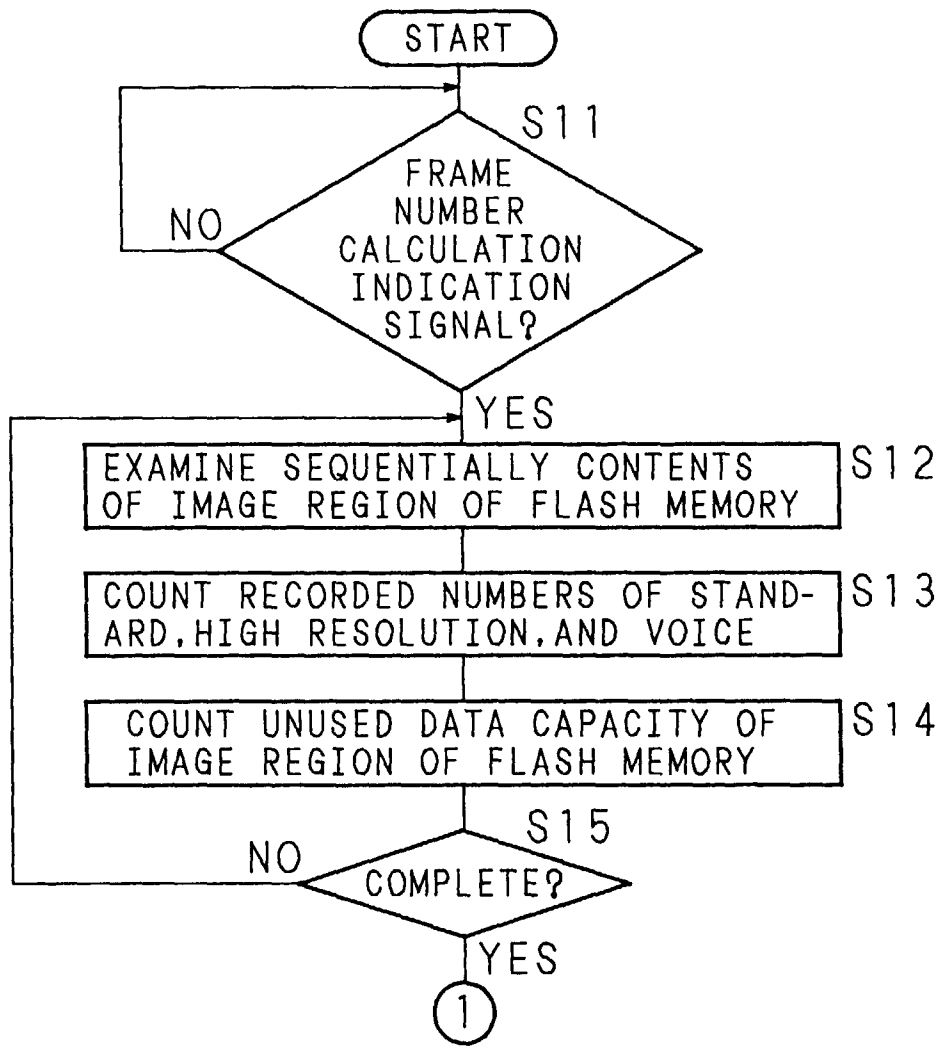 START
S11
FRAME
NUMBER
CALCULATION
INDICATION
SIGNAL?
NO
YES
EXAMINE SEQUENTIALLY CONTENTS
OF IMAGE REGION OF FLASH MEMORY
S12
COUNT RECORDED NUMBERS OF STAND-
ARD, HIGH RESOLUTION, AND VOICE
S13
COUNT UNUSED DATA CAPACITY OF
IMAGE REGION OF FLASH MEMORY
S14
S15
NO
COMPLETE?
YES
1